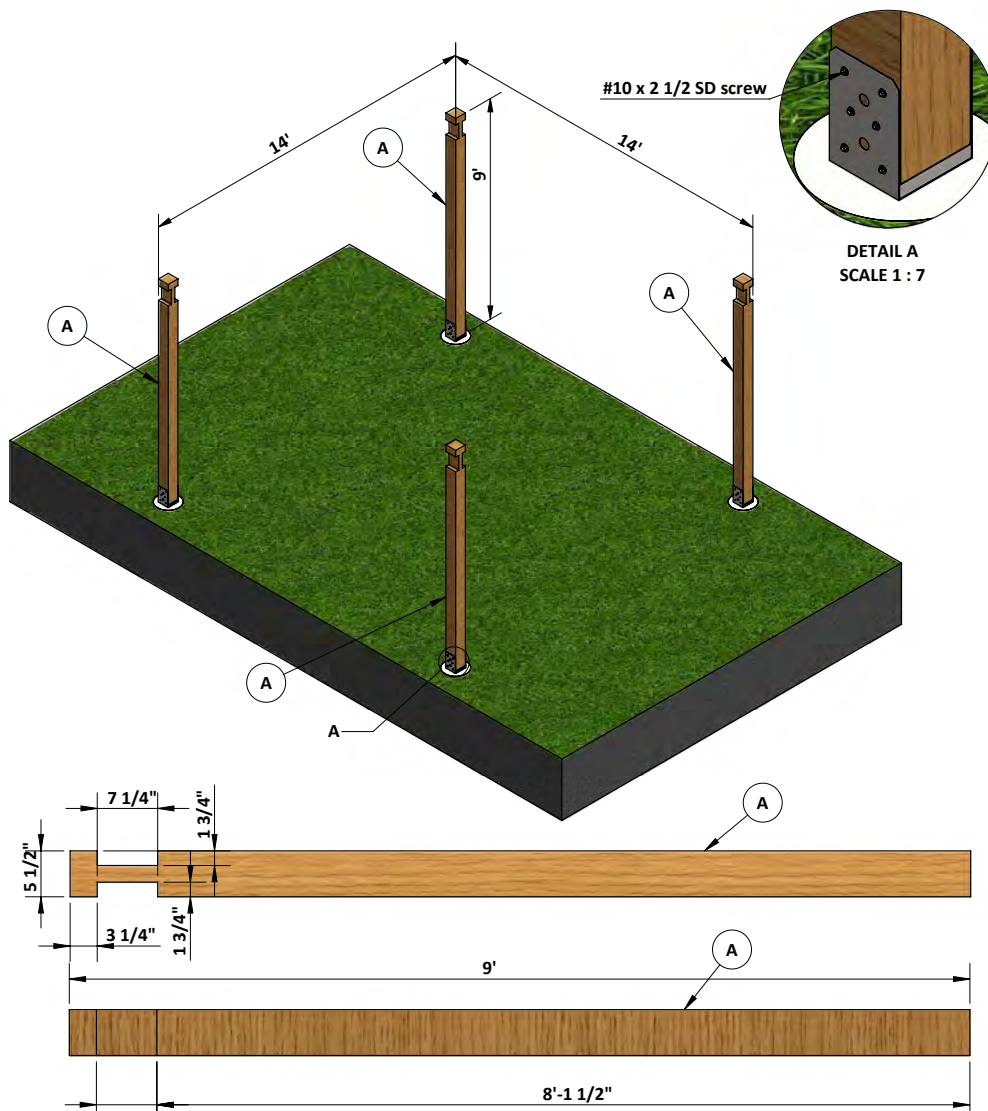 #10 x 2 1/2 SD screw
DETAIL A
SCALE 1 : 7
14'
14'
9'
A
A
A
A
A
7 1/4"
1 3/4"
5 1/2"
3 1/4"
1 3/4"
A
9'
A
8'-1 1/2"